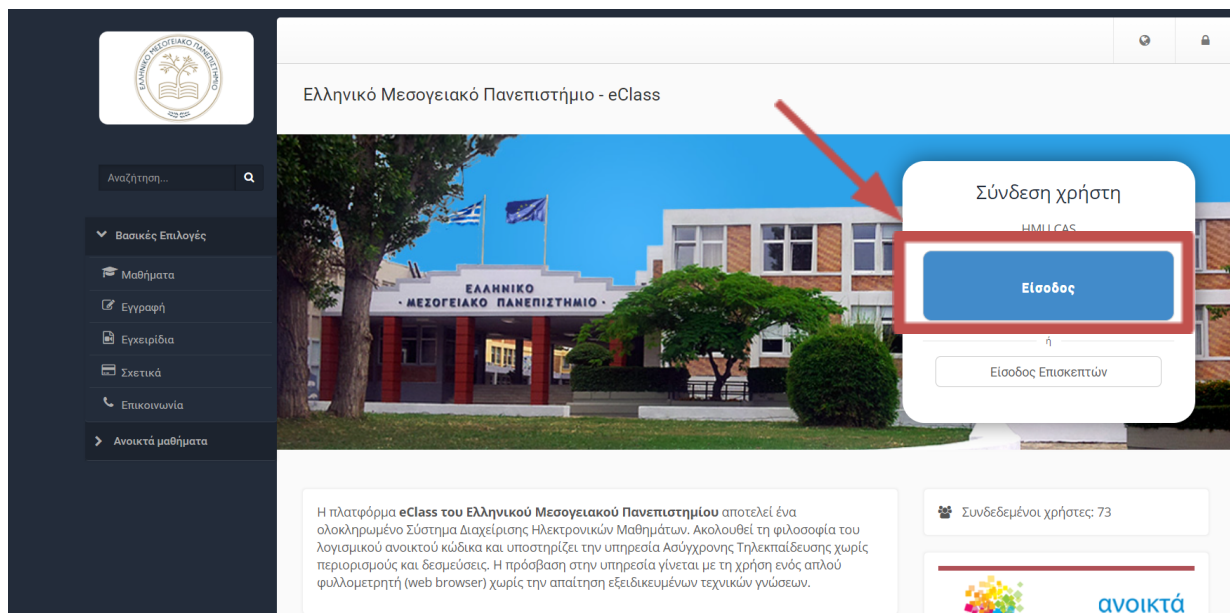 ΕΛΛΗΝΙΚΟ ΜΕΣΟΓΕΙΑΚΟ ΠΑΝΕΠΙΣΤΗΜΙΟ
Ελληνικό Μεσογειακό Πανεπιστήμιο - eClass
Αναζήτηση...
Βασικές Επιλογές
Μαθήματα
Εγγραφή
Εγχειρίδια
Σχετικά
Επικοινωνία
Ανοικτά μαθήματα
ΕΛΛΗΝΙΚΟ
· ΜΕΣΟΓΕΙΑΚΟ ΠΑΝΕΠΙΣΤΗΜΙΟ ·
Σύνδεση χρήστη
HMU CAS
Είσοδος
ή
Είσοδος Επισκεπτών
Η πλατφόρμα eClass του Ελληνικού Μεσογειακού Πανεπιστημίου αποτελεί ένα
ολοκληρωμένο Σύστημα Διαχείρισης Ηλεκτρονικών Μαθημάτων. Ακολουθεί τη φιλοσοφία του
λογισμικού ανοικτού κώδικα και υποστηρίζει την υπηρεσία Ασύγχρονης Τηλεκπαίδευσης χωρίς
περιορισμούς και δεσμεύσεις. Η πρόσβαση στην υπηρεσία γίνεται με τη χρήση ενός απλού
φυλλομετρητή (web browser) χωρίς την απαίτηση εξειδικευμένων τεχνικών γνώσεων.
Συνδεδεμένοι χρήστες: 73
ανοικτά